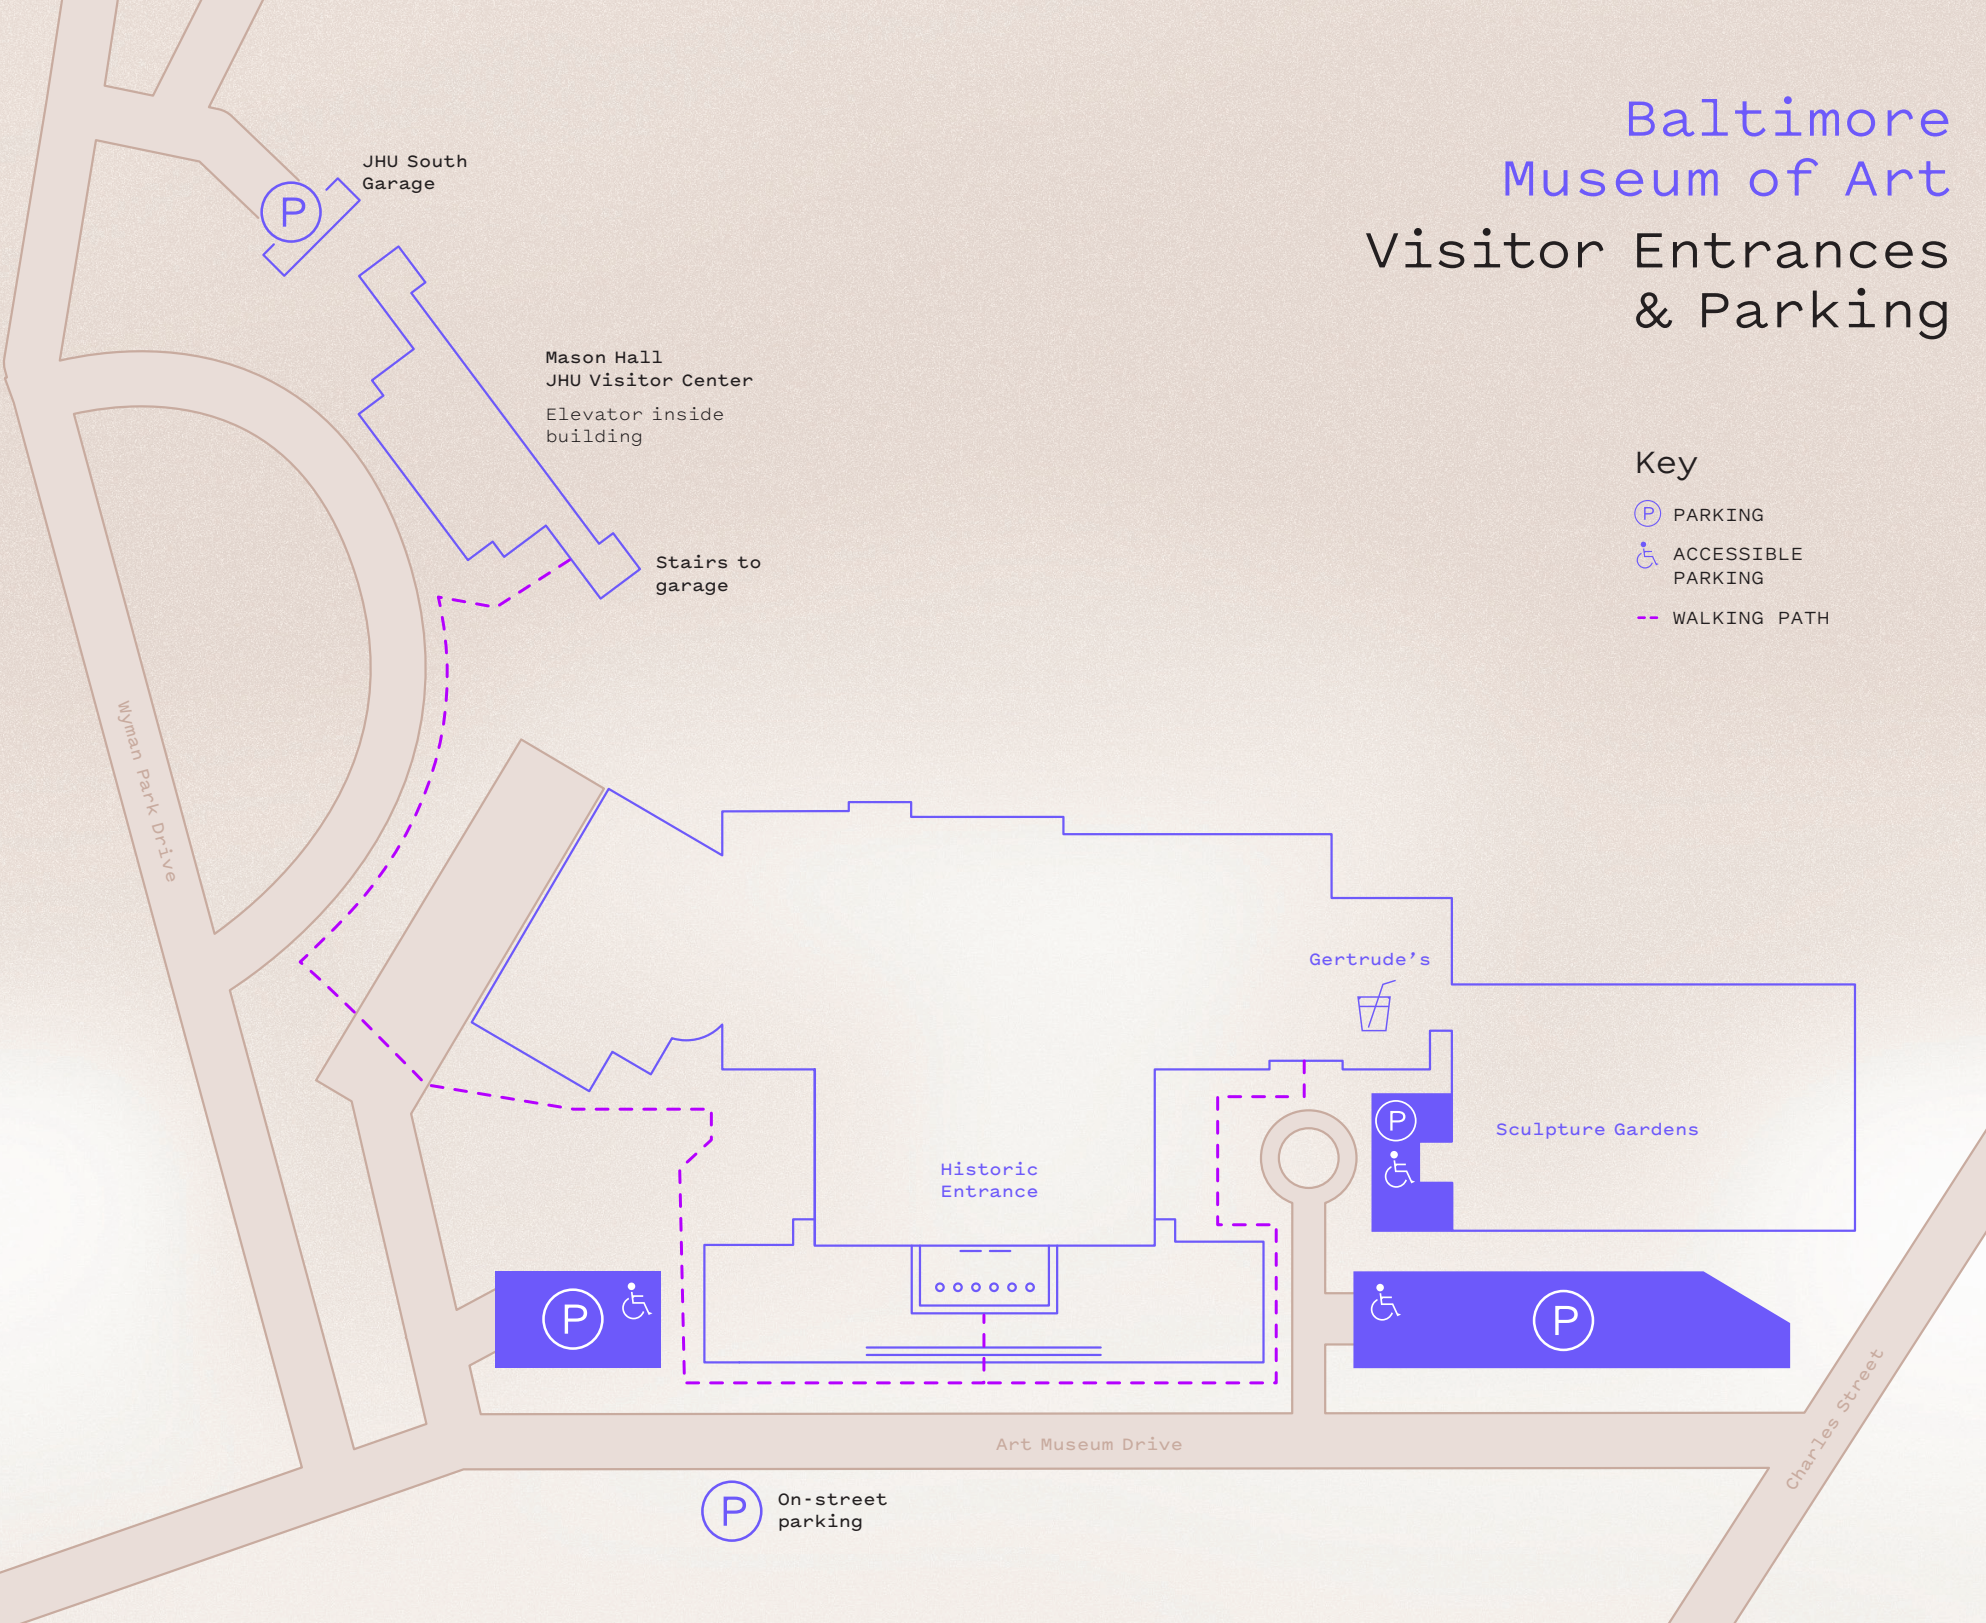 Baltimore
Museum of Art
Visitor Entrances
& Parking
JHU South
Garage
P
Mason Hall
JHU Visitor Center
Elevator inside
building
Key
P PARKING
ACCESSIBLE
PARKING
WALKING PATH
Stairs to
garage
Wyman Park Drive
Gertrude’s
P
Sculpture Gardens
Historic
Entrance
P
P
Charles Street
Art Museum Drive
P
On-street
parking